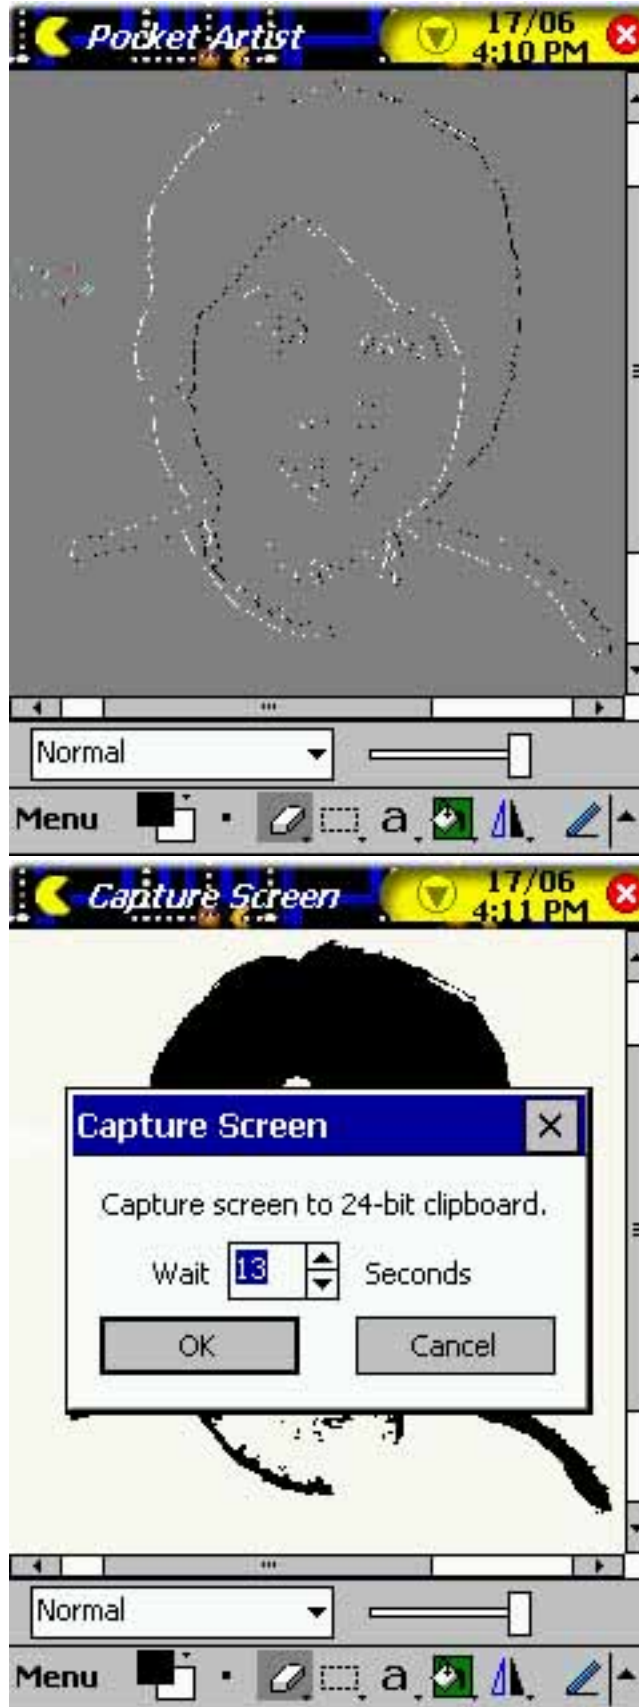 Pocket Artist
17/06
4:10 PM
Normal
Menu
a
Capture Screen
17/06
4:11 PM
Capture Screen
Capture screen to 24-bit clipboard.
Wait 13 Seconds
OK Cancel
Normal
Menu
a